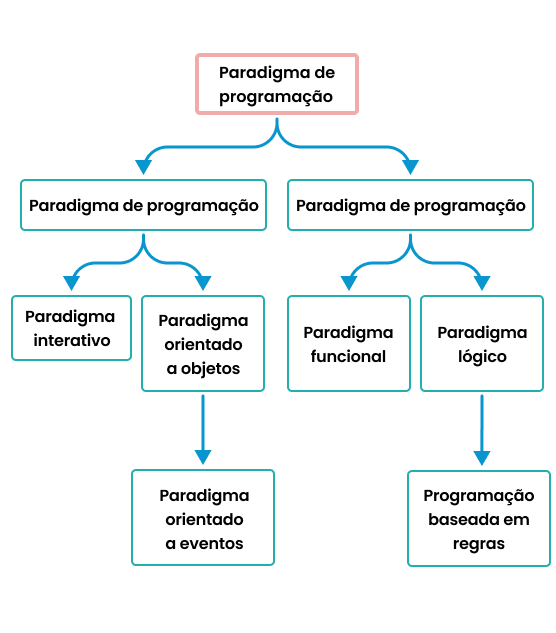 Paradigma de
programação
Paradigma de programação
Paradigma de programação
Paradigma
interativo
Paradigma
orientado
a objetos
Paradigma
funcional
Paradigma
lógico
Paradigma
orientado
a eventos
Programação
baseada em
regras